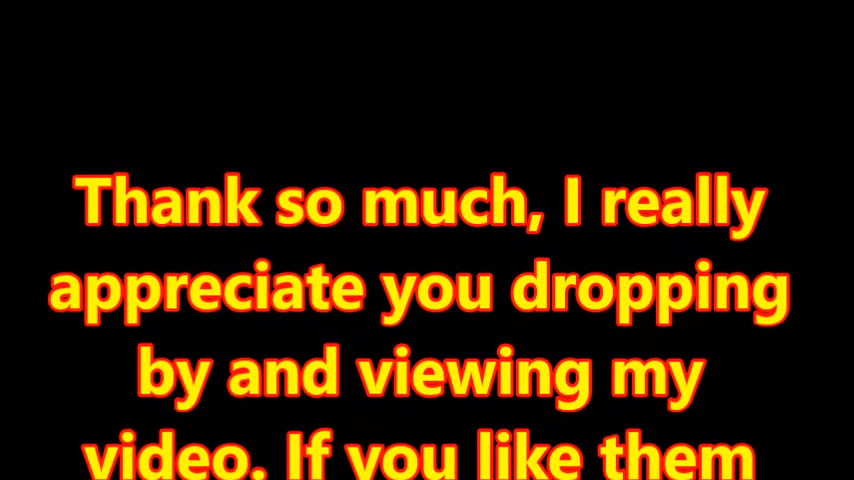 Thank so much, I really
appreciate you dropping
by and viewing my
video. If you like them